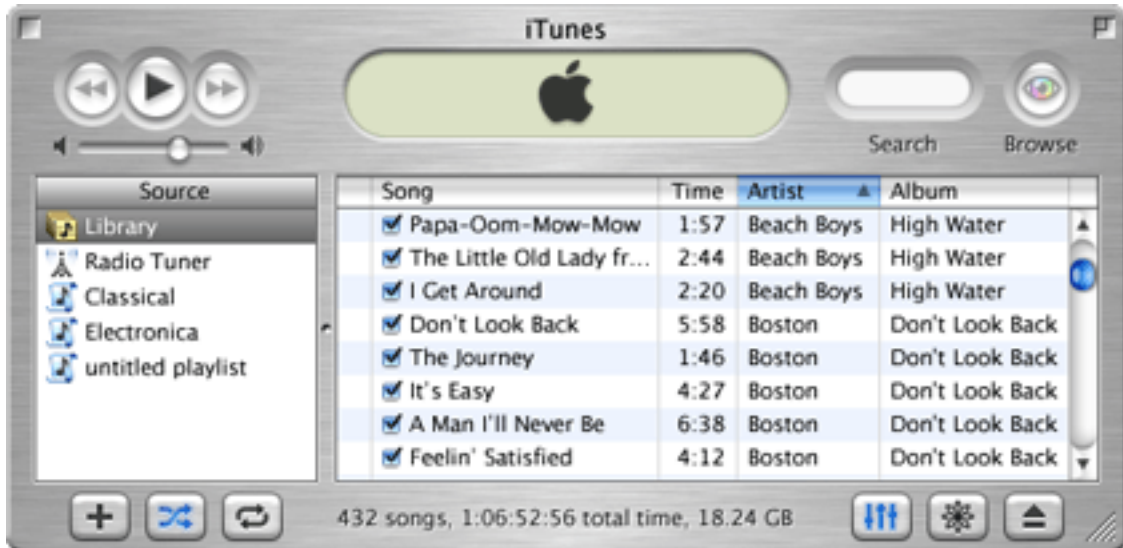 iTunes
Search Browse
Source
Library
Radio Tuner
Classical
Electronica
untitled playlist
Song Time Artist Album
Papa-Oom-Mow-Mow 1:57 Beach Boys High Water
The Little Old Lady fr... 2:44 Beach Boys High Water
I Get Around 2:20 Beach Boys High Water
Don't Look Back 5:58 Boston Don't Look Back
The Journey 1:46 Boston Don't Look Back
It's Easy 4:27 Boston Don't Look Back
A Man I'll Never Be 6:38 Boston Don't Look Back
Feelin' Satisfied 4:12 Boston Don't Look Back
432 songs, 1:06:52:56 total time, 18.24 GB